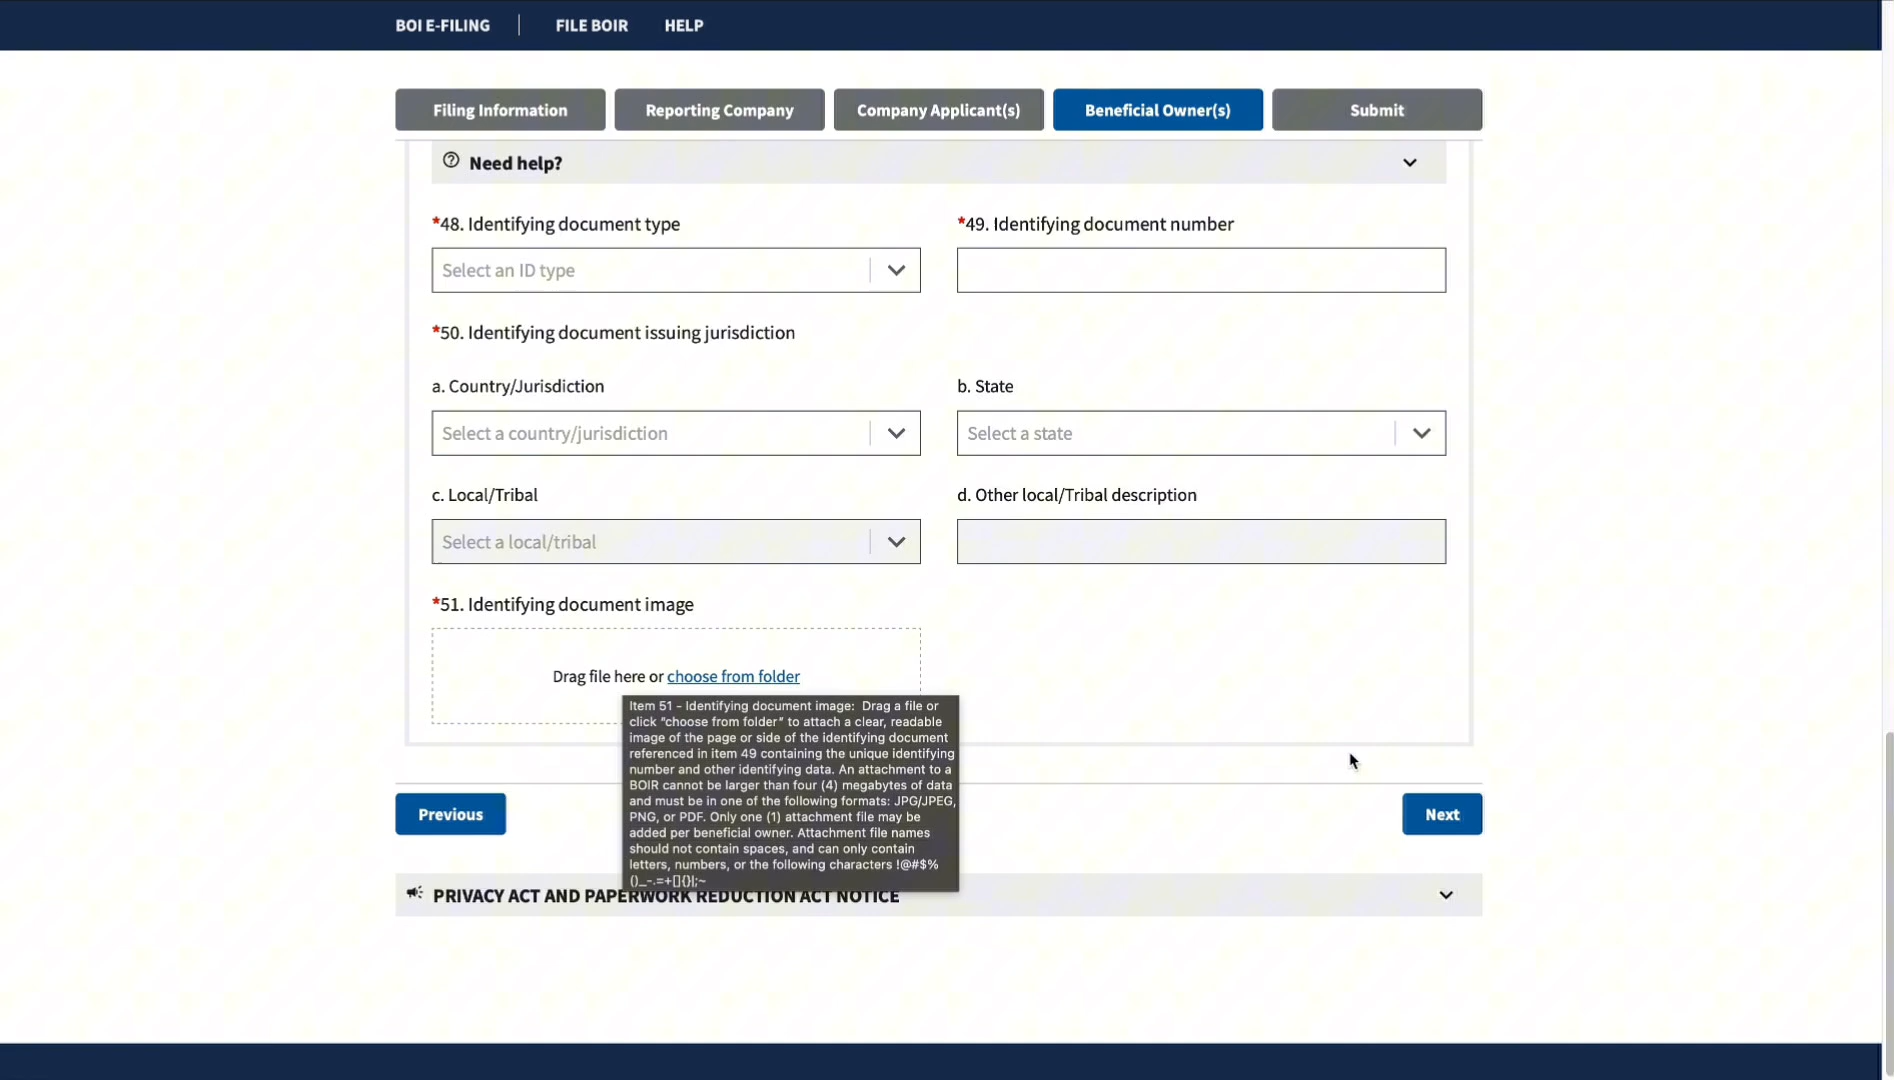 BOI E-FILING
FILE BOIR
HELP
Filing Information
Reporting Company
Company Applicant(s)
Beneficial Owner(s)
Submit
Need help?
*48. Identifying document type
*49. Identifying document number
Select an ID type
*50. Identifying document issuing jurisdiction
a. Country/Jurisdiction
b. State
Select a country/jurisdiction
Select a state
c. Local/Tribal
d. Other local/Tribal description
Select a local/tribal
*51. Identifying document image
Drag file here or choose from folder
Item 51 - Identifying document image:  Drag a file or
click "choose from folder" to attach a clear, readable
image of the page or side of the identifying document
referenced in item 49 containing the unique identifying
number and other identifying data. An attachment to a
BOIR cannot be larger than four (4) megabytes of data
and must be in one of the following formats: JPG/JPEG,
PNG, or PDF. Only one (1) attachment file may be
added per beneficial owner. Attachment file names
should not contain spaces, and can only contain
letters, numbers, or the following characters !@#$%
()_-.=+[]{}|;~
Previous
Next
PRIVACY ACT AND PAPERWORK REDUCTION ACT NOTICE